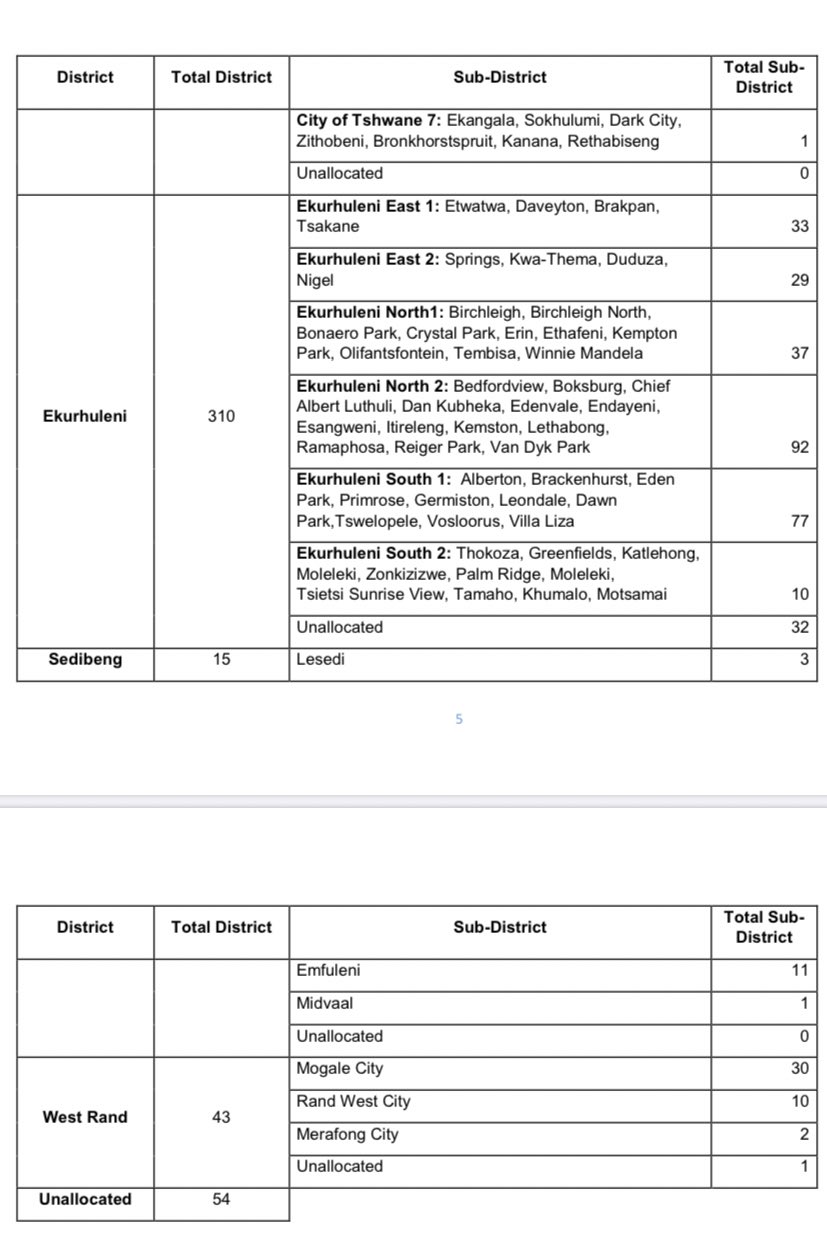 District Total District Sub-District Total Sub-
District
City of Tshwane 7: Ekangala, Sokhulumi, Dark City,
Zithobeni, Bronkhorstspruit, Kanana, Rethabiseng 1
Unallocated 0
Ekurhuleni East 1: Etwatwa, Daveyton, Brakpan,
Tsakane 33
Ekurhuleni East 2: Springs, Kwa-Thema, Duduza,
Nigel 29
Ekurhuleni North1: Birchleigh, Birchleigh North,
Bonaero Park, Crystal Park, Erin, Ethafeni, Kempton
Park, Olifantsfontein, Tembisa, Winnie Mandela 37
Ekurhuleni North 2: Bedfordview, Boksburg, Chief
Ekurhuleni 310 Albert Luthuli, Dan Kubheka, Edenvale, Endayeni,
Esangweni, Itireleng, Kemston, Lethabong,
Ramaphosa, Reiger Park, Van Dyk Park 92
Ekurhuleni South 1: Alberton, Brackenhurst, Eden
Park, Primrose, Germiston, Leondale, Dawn
Park,Tswelopele, Vosloorus, Villa Liza 77
Ekurhuleni South 2: Thokoza, Greenfields, Katlehong,
Moleleki, Zonkizizwe, Palm Ridge, Moleleki,
Tsietsi Sunrise View, Tamaho, Khumalo, Motsamai 10
Unallocated 32
Sedibeng 15 Lesedi 3
5
District Total District Sub-District Total Sub-
District
Emfuleni 11
Midvaal 1
Unallocated 0
Mogale City 30
Rand West City 10
West Rand 43
Merafong City 2
Unallocated 1
Unallocated 54